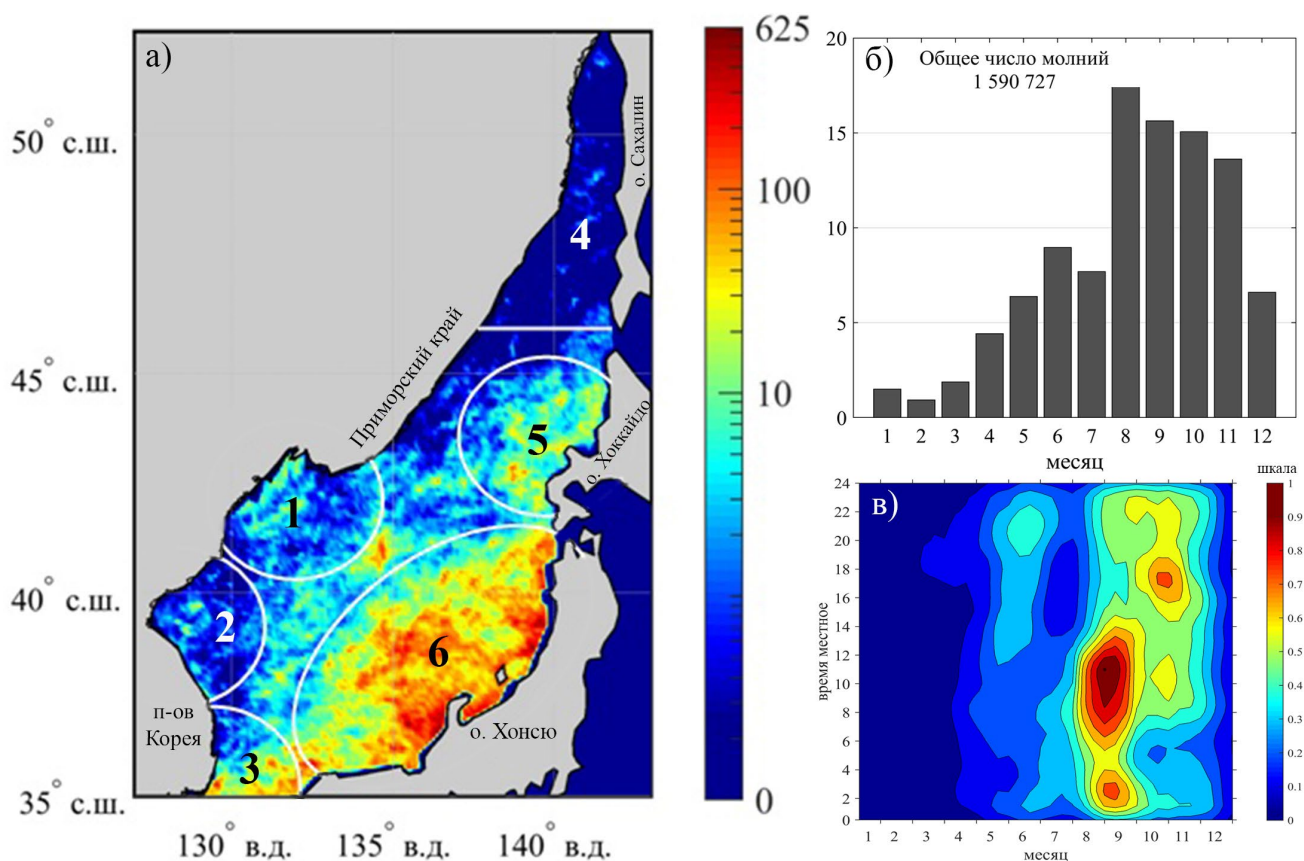 а)
50° с.ш.
45° с.ш.
40° с.ш.
35° с.ш.
130° в.д.
135° в.д.
140° в.д.
о. Сахалин
4
Приморский край
5
о. Хоккайдо
1
2
6
п-ов
Корея
о. Хонсю
3
625
100
10
0
б)
Общее число молний
1 590 727
20
15
10
5
0
1 2 3 4 5 6 7 8 9 10 11 12
месяц
в)
время местное
24
22
20
18
16
14
12
10
8
6
4
2
0
1 2 3 4 5 6 7 8 9 10 11 12
месяц
шкала
1
0.9
0.8
0.7
0.6
0.5
0.4
0.3
0.2
0.1
0